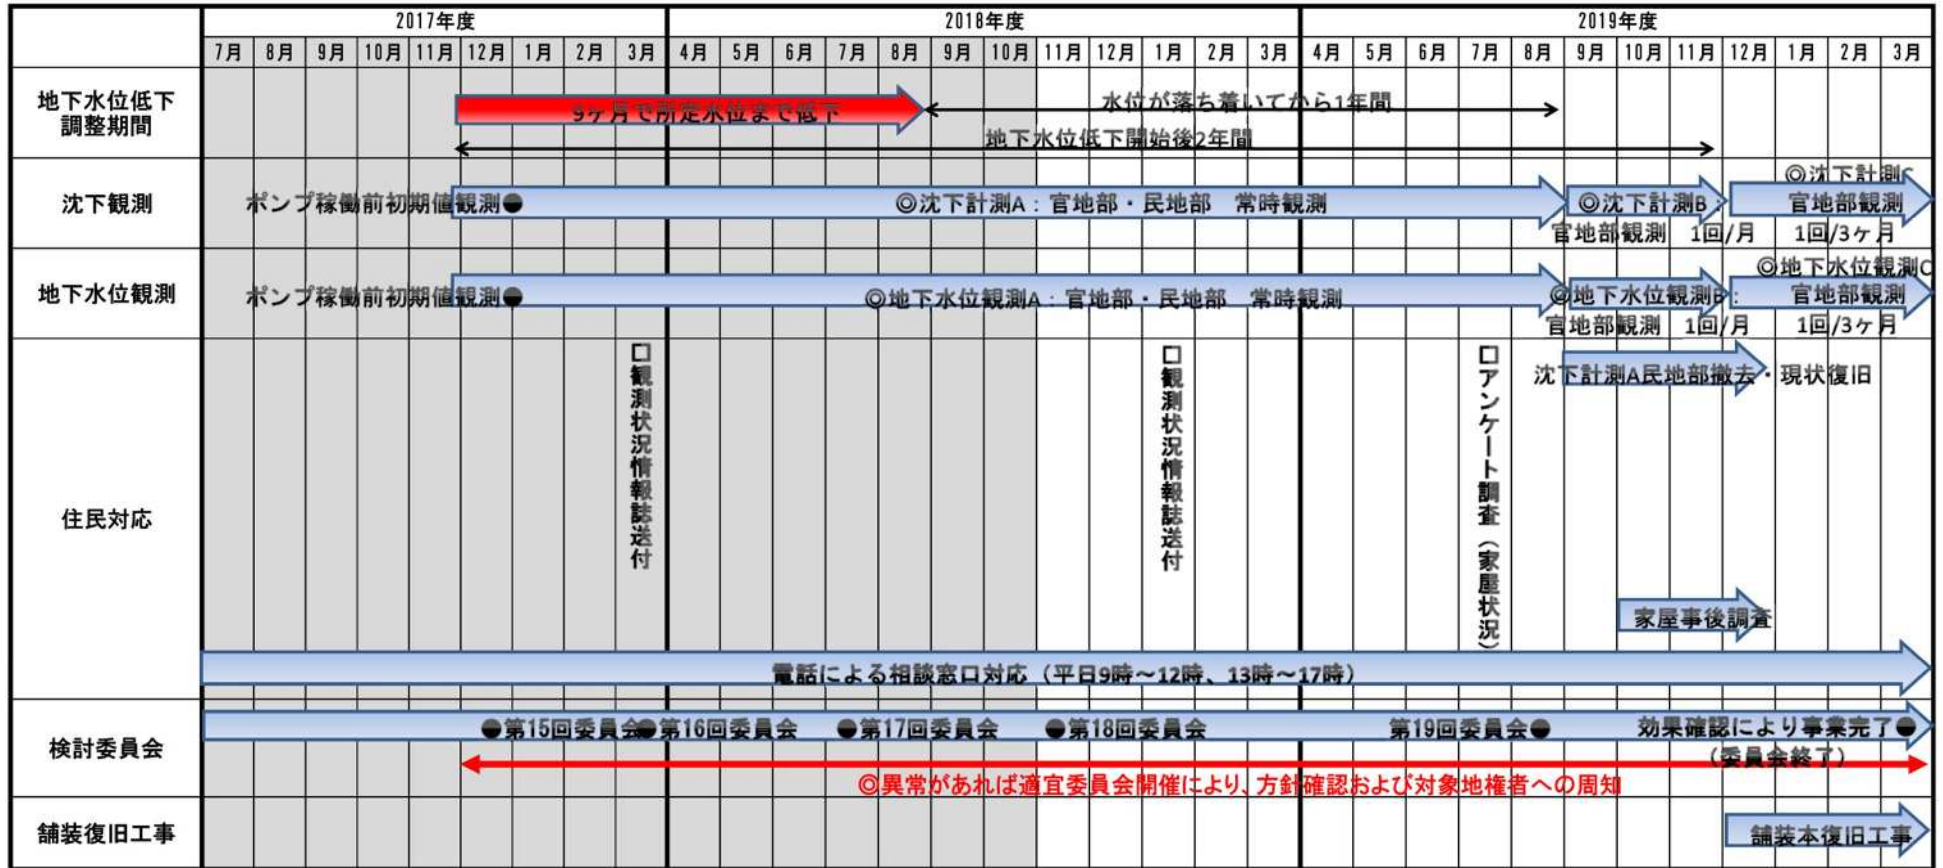 2017年度 2018年度 2019年度
7月 8月 9月 10月 11月 12月 1月 2月 3月 4月 5月 6月 7月 8月 9月 10月 11月 12月 1月 2月 3月 4月 5月 6月 7月 8月 9月 10月 11月 12月 1月 2月 3月
地下水位低下
調整期間
9ヶ月で所定水位まで低下
水位が落ち着いてから1年間
地下水位低下開始後2年間
沈下観測
ポンプ稼働前初期値観測●
◎沈下計測A：官地部・民地部　常時観測
◎沈下計測B：
官地部観測　1回/月
◎沈下計測C
官地部観測
1回/3ヶ月
地下水位観測
ポンプ稼働前初期値観測●
◎地下水位観測A：官地部・民地部　常時観測
◎地下水位観測B：
官地部観測　1回/月
◎地下水位観測C
官地部観測
1回/3ヶ月
住民対応
□観測状況情報誌送付
□観測状況情報誌送付
□アンケート調査（家屋状況）
沈下計測A民地部撤去・現状復旧
家屋事後調査
電話による相談窓口対応（平日9時～12時、13時～17時）
検討委員会
●第15回委員会
●第16回委員会
●第17回委員会
●第18回委員会
第19回委員会●
効果確認により事業完了●
（委員会終了）
◎異常があれば適宜委員会開催により、方針確認および対象地権者への周知
舗装復旧工事
舗装本復旧工事